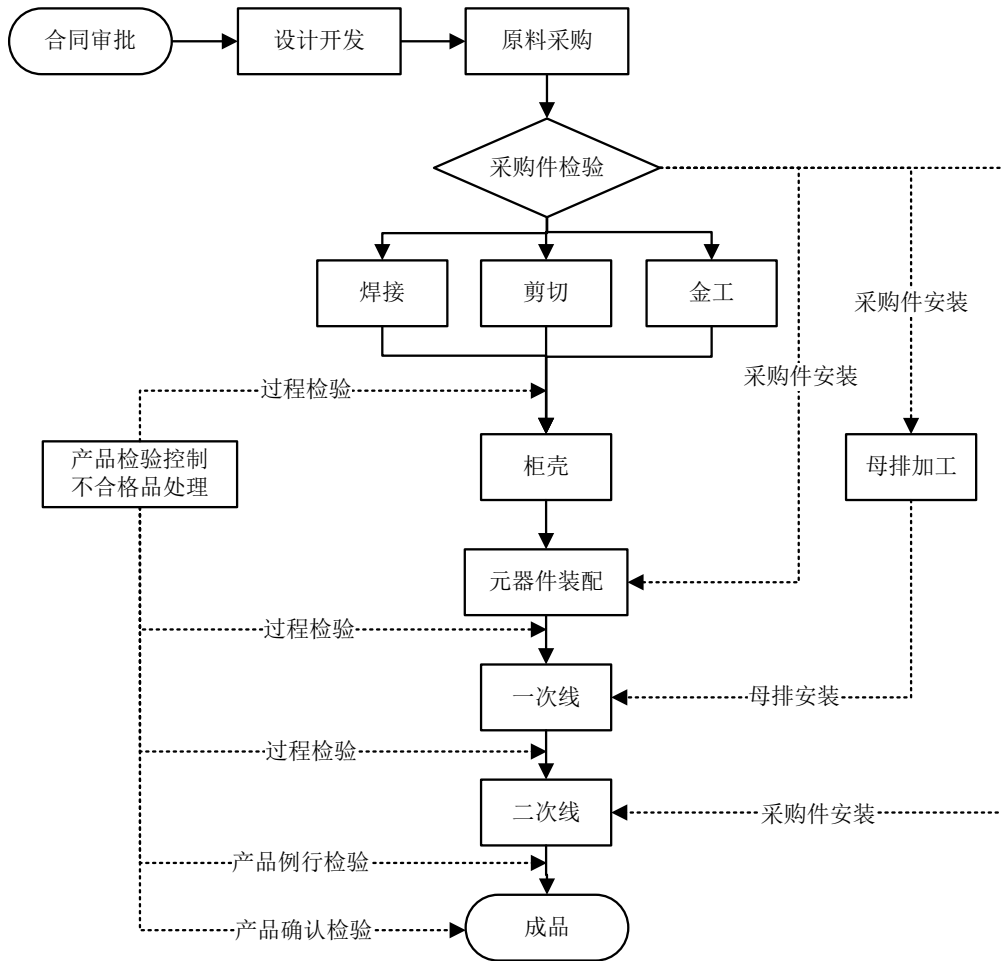 合同审批
设计开发
原料采购
采购件检验
焊接
剪切
金工
采购件安装
采购件安装
过程检验
产品检验控制
不合格品处理
柜壳
母排加工
元器件装配
过程检验
一次线
母排安装
过程检验
二次线
采购件安装
产品例行检验
成品
产品确认检验